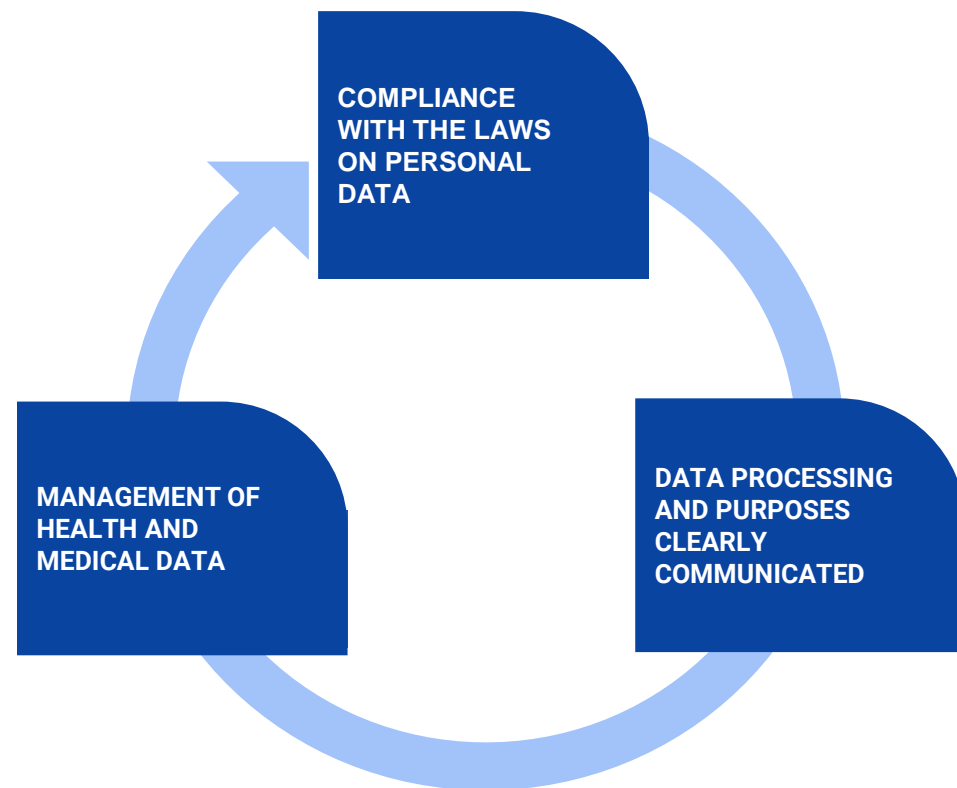 COMPLIANCE
WITH THE LAWS
ON PERSONAL
DATA
DATA PROCESSING
AND PURPOSES
CLEARLY
COMMUNICATED
MANAGEMENT OF
HEALTH AND
MEDICAL DATA